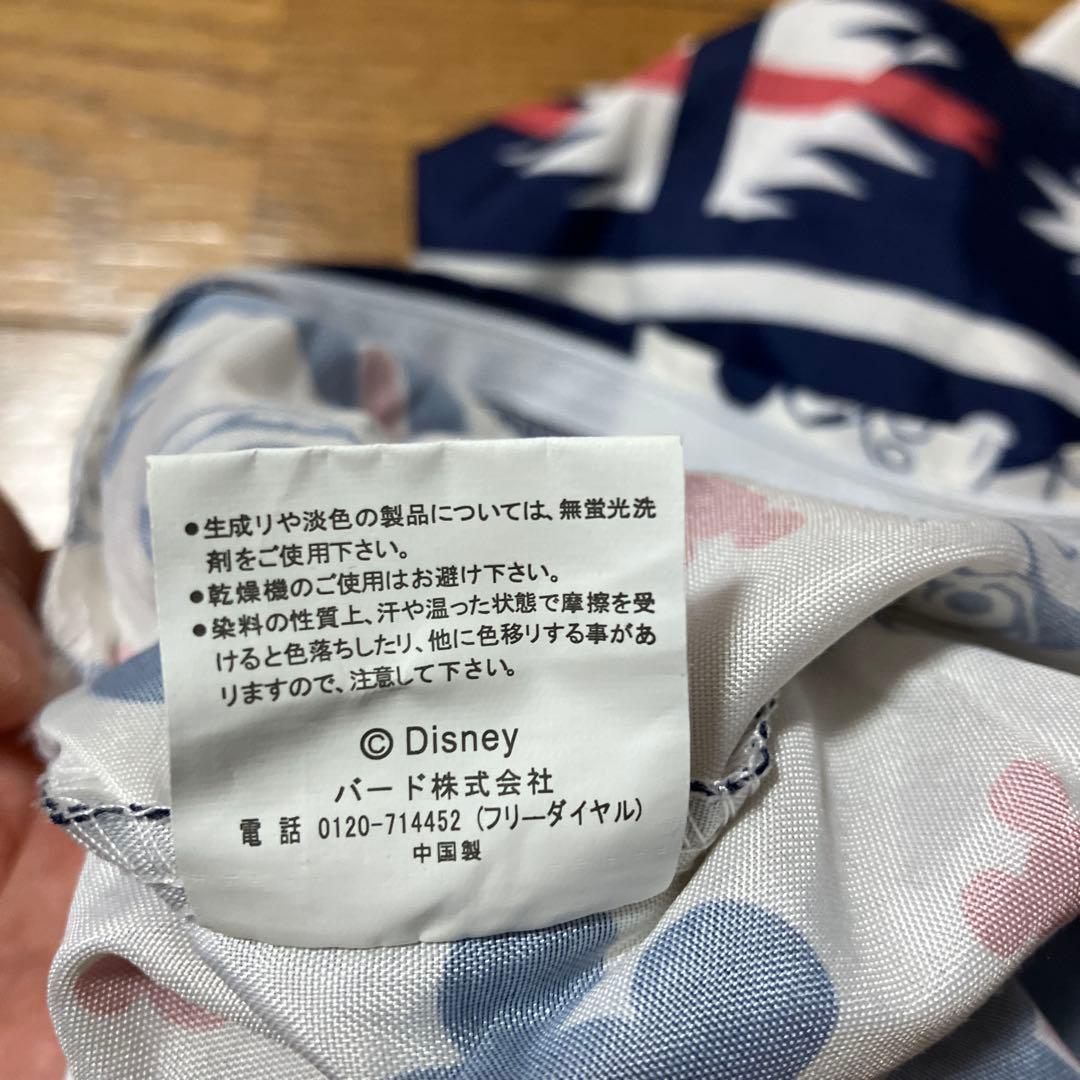 ●生成リや淡色の製品については、無蛍光洗
剤をご使用下さい。
●乾燥機のご使用はお避け下さい。
●染料の性質上、汗や温った状態で摩擦を受
けると色落ちしたり、他に色移りする事があ
りますので、注意して下さい。
© Disney
バード株式会社
電 話 0120-714452 (フリーダイヤル)
中国製